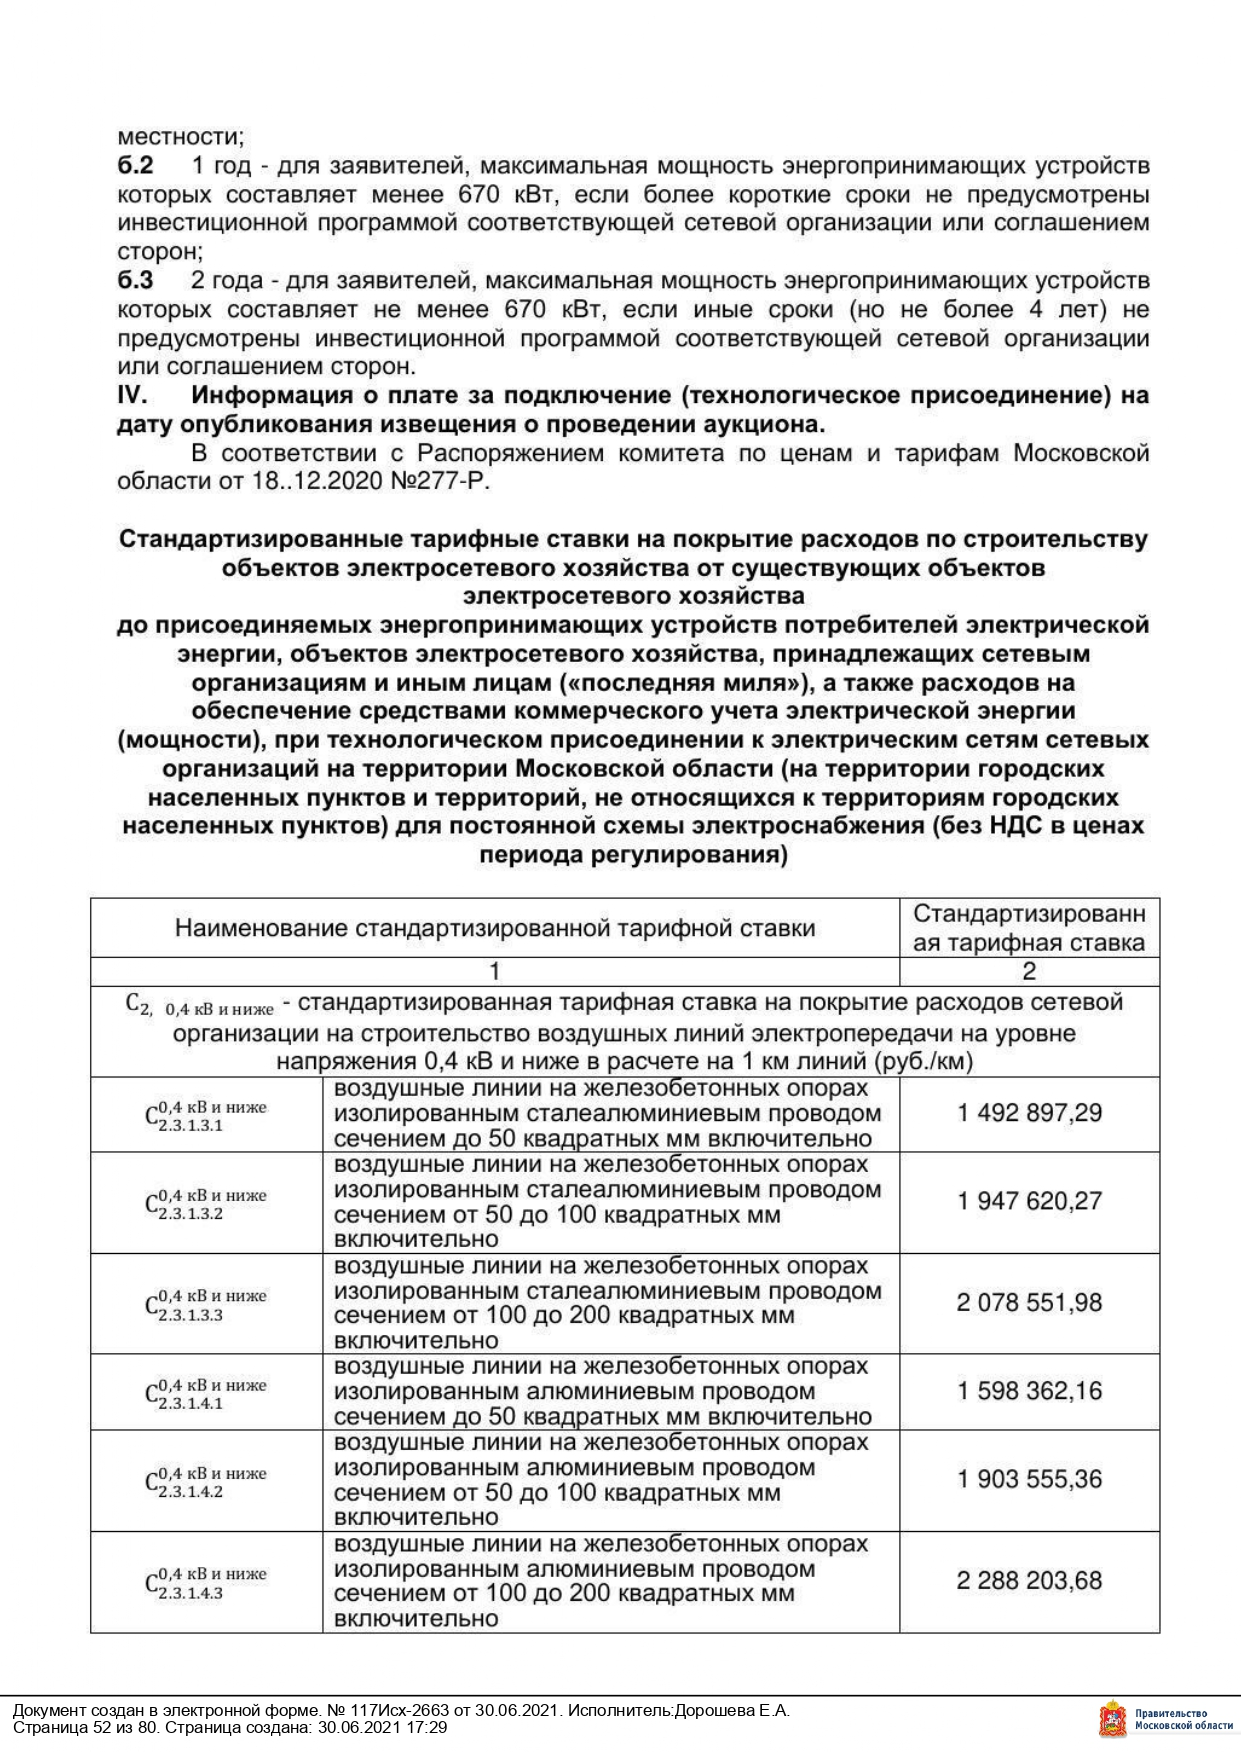 местности;
б.2 1 год - для заявителей, максимальная мощность энергопринимающих устройств
которых составляет менее 670 кВт, если более короткие сроки не предусмотрены
инвестиционной программой соответствующей сетевой организации или соглашением
сторон;
б.3 2 года - для заявителей, максимальная мощность энергопринимающих устройств
которых составляет не менее 670 кВт, если иные сроки (но не более 4 лет) не
предусмотрены инвестиционной программой соответствующей сетевой организации
или соглашением сторон.
IV. Информация о плате за подключение (технологическое присоединение) на
дату опубликования извещения о проведении аукциона.
В соответствии с Распоряжением комитета по ценам и тарифам Московской
области от 18..12.2020 №277-Р.
Стандартизированные тарифные ставки на покрытие расходов по строительству
объектов электросетевого хозяйства от существующих объектов
электросетевого хозяйства
до присоединяемых энергопринимающих устройств потребителей электрической
энергии, объектов электросетевого хозяйства, принадлежащих сетевым
организациям и иным лицам («последняя миля»), а также расходов на
обеспечение средствами коммерческого учета электрической энергии
(мощности), при технологическом присоединении к электрическим сетям сетевых
организаций на территории Московской области (на территории городских
населенных пунктов и территорий, не относящихся к территориям городских
населенных пунктов) для постоянной схемы электроснабжения (без НДС в ценах
периода регулирования)
Наименование стандартизированной тарифной ставки
Стандартизированн
ая тарифная ставка
1 2
С2, 0,4 кВ и ниже - стандартизированная тарифная ставка на покрытие расходов сетевой
организации на строительство воздушных линий электропередачи на уровне
напряжения 0,4 кВ и ниже в расчете на 1 км линий (руб./км)
С 0,4 кВ и ниже 2.3.1.3.1
воздушные линии на железобетонных опорах
изолированным сталеалюминиевым проводом
сечением до 50 квадратных мм включительно
1 492 897,29
С 0,4 кВ и ниже 2.3.1.3.2
воздушные линии на железобетонных опорах
изолированным сталеалюминиевым проводом
сечением от 50 до 100 квадратных мм
включительно
1 947 620,27
С 0,4 кВ и ниже 2.3.1.3.3
воздушные линии на железобетонных опорах
изолированным сталеалюминиевым проводом
сечением от 100 до 200 квадратных мм
включительно
2 078 551,98
С 0,4 кВ и ниже 2.3.1.4.1
воздушные линии на железобетонных опорах
изолированным алюминиевым проводом
сечением до 50 квадратных мм включительно
1 598 362,16
С 0,4 кВ и ниже 2.3.1.4.2
воздушные линии на железобетонных опорах
изолированным алюминиевым проводом
сечением от 50 до 100 квадратных мм
включительно
1 903 555,36
С 0,4 кВ и ниже 2.3.1.4.3
воздушные линии на железобетонных опорах
изолированным алюминиевым проводом
сечением от 100 до 200 квадратных мм
включительно
2 288 203,68
Документ создан в электронной форме. № 117Исх-2663 от 30.06.2021. Исполнитель:Дорошева Е.А.
Страница 52 из 80. Страница создана: 30.06.2021 17:29
Правительство
Московской области